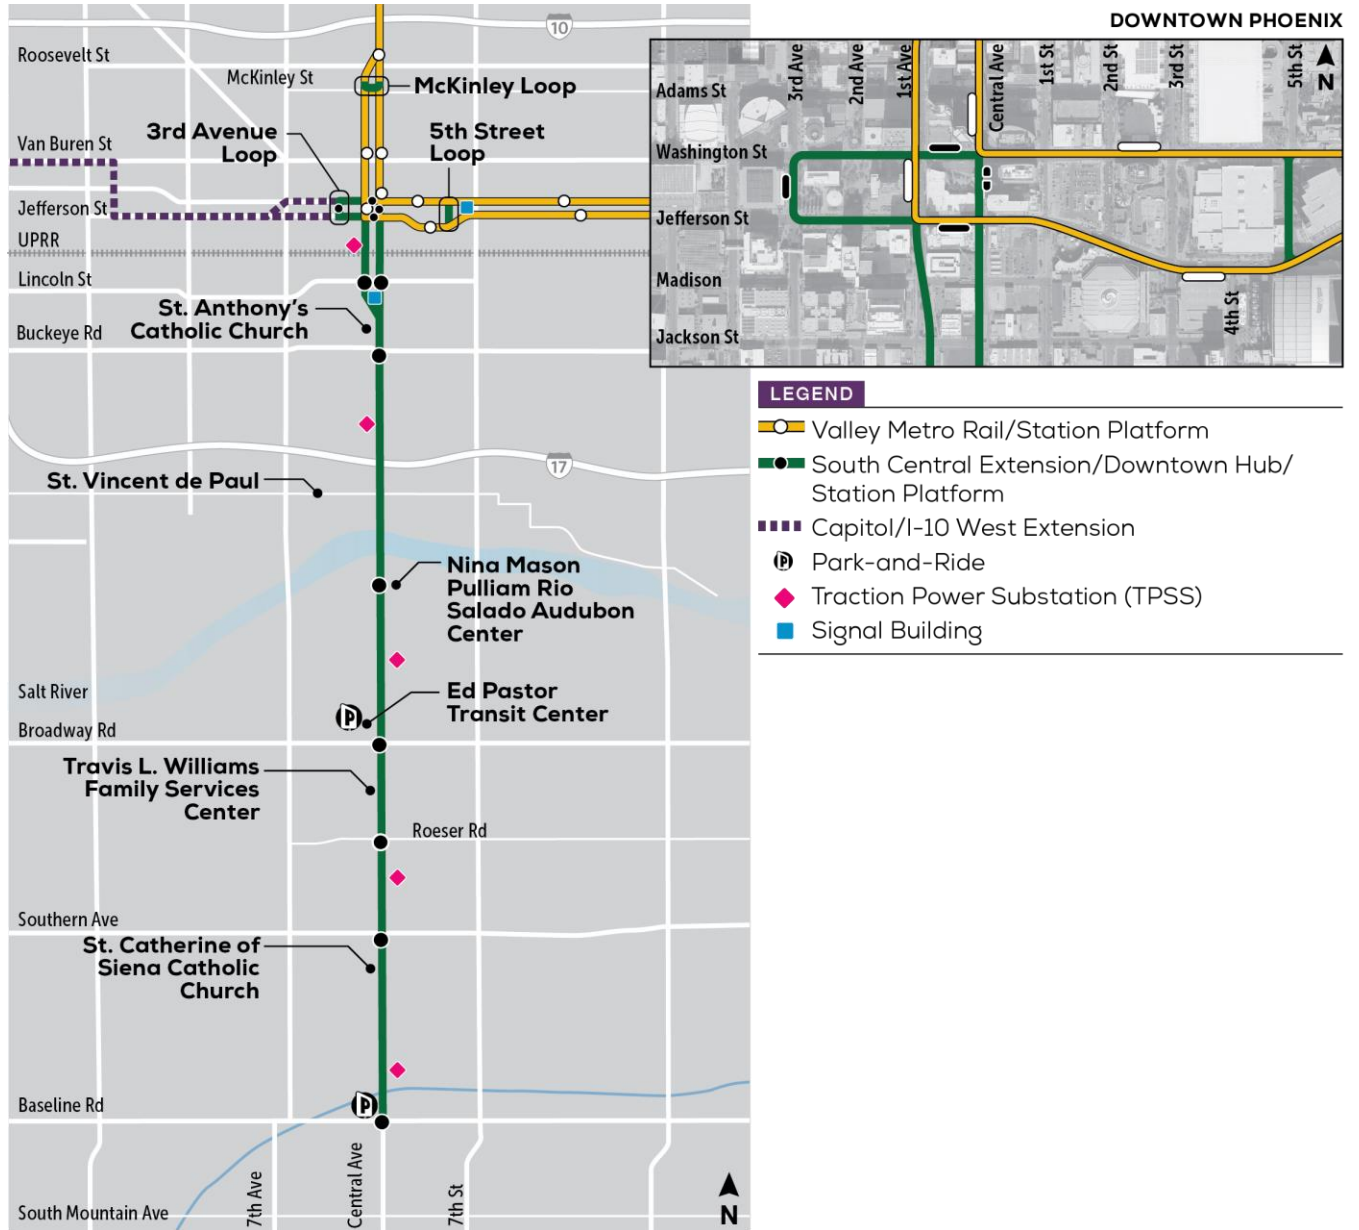 DOWNTOWN PHOENIX
10
Roosevelt St
McKinley St
McKinley Loop
3rd Avenue
Loop
5th Street
Loop
Van Buren St
Jefferson St
UPRR
Lincoln St
St. Anthony's
Catholic Church
Buckeye Rd
17
St. Vincent de Paul
Nina Mason
Pulliam Rio
Salado Audubon
Center
Salt River
Ed Pastor
Transit Center
P
Broadway Rd
Travis L. Williams
Family Services
Center
Roeser Rd
Southern Ave
St. Catherine of
Siena Catholic
Church
P
Baseline Rd
7th Ave
Central Ave
7th St
N
South Mountain Ave
3rd Ave
2nd Ave
1st Ave
Central Ave
1st St
2nd St
3rd St
5th St
N
Adams St
Washington St
Jefferson St
Madison
4th St
Jackson St
LEGEND
Valley Metro Rail/Station Platform
South Central Extension/Downtown Hub/
Station Platform
Capitol/I-10 West Extension
P
Park-and-Ride
Traction Power Substation (TPSS)
Signal Building